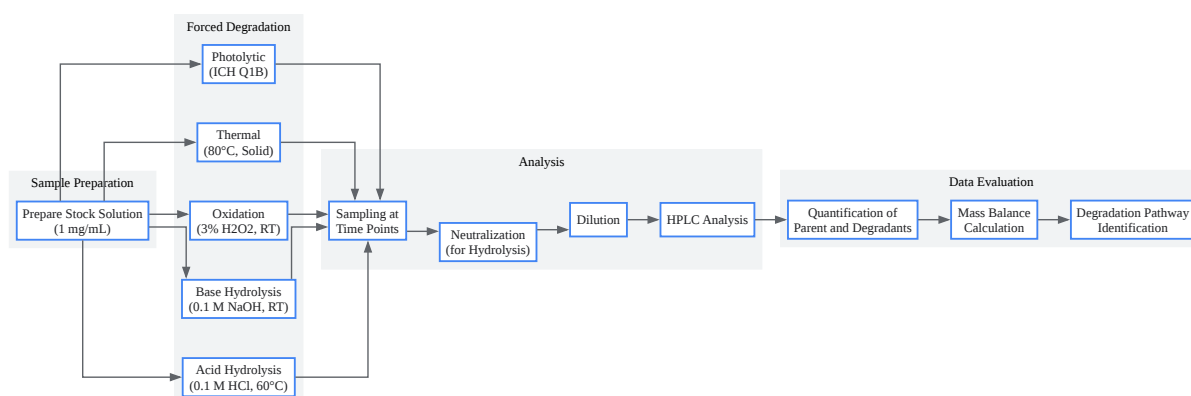 Forced Degradation
Photolytic
(ICH Q1B)
Thermal
(80°C, Solid)
Sample Preparation
Prepare Stock Solution
(1 mg/mL)
Oxidation
(3% H2O2, RT)
Base Hydrolysis
(0.1 M NaOH, RT)
Acid Hydrolysis
(0.1 M HCl, 60°C)
Analysis
Sampling at
Time Points
Neutralization
(for Hydrolysis)
Dilution
HPLC Analysis
Data Evaluation
Quantification of
Parent and Degradants
Mass Balance
Calculation
Degradation Pathway
Identification